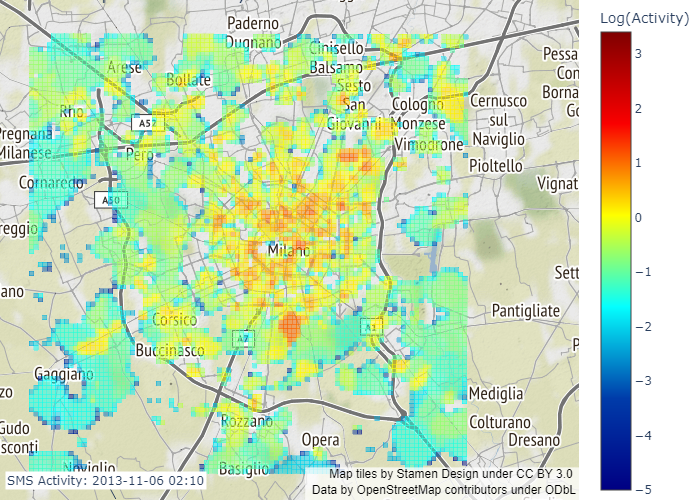 Log(Activity)
Paderno
Dugnano
Cinisello
Balsamo
Arese
Bollate
Sesto
San
Giovanni
Cologno
Monzese
Cernusco
sul
Naviglio
Pessa
Con
Borna
Go
Rho
A52
Pero
Pregnana
Milanese
Vimodrone
Pioltello
Cornaredo
A50
Vignat
reggio
Milano
Sett
ano
Pantigliate
Corsico
A7
A1
Buccinasco
P
Gaggiano
zo
Mediglia
Gudo
sconti
Rozzano
Opera
Colturano
Dresano
Noviglio
Basiglio
SMS Activity: 2013-11-06 02:10
Map tiles by Stamen Design under CC BY 3.0
Data by OpenStreetMap contributors under ODbL
3
2
1
0
−1
−2
−3
−4
−5